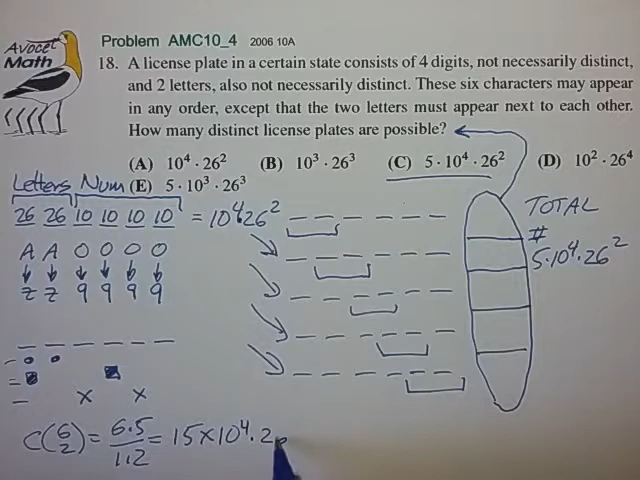 Avocet Math
Problem AMC10_4 2006 10A
18. A license plate in a certain state consists of 4 digits, not necessarily distinct,
and 2 letters, also not necessarily distinct. These six characters may appear
in any order, except that the two letters must appear next to each other.
How many distinct license plates are possible?
(A) 10⁴ · 26² (B) 10³ · 26³ (C) 5 · 10⁴ · 26² (D) 10² · 26⁴
(E) 5 · 10³ · 26³
Letters Num
26 26 10 10 10 10 = 10⁴·26²
A A 0 0 0 0
Z Z 9 9 9 9
TOTAL
#
5·10⁴·26²
X X
C(6 2) = 6·5/1·2 = 15×10⁴·2